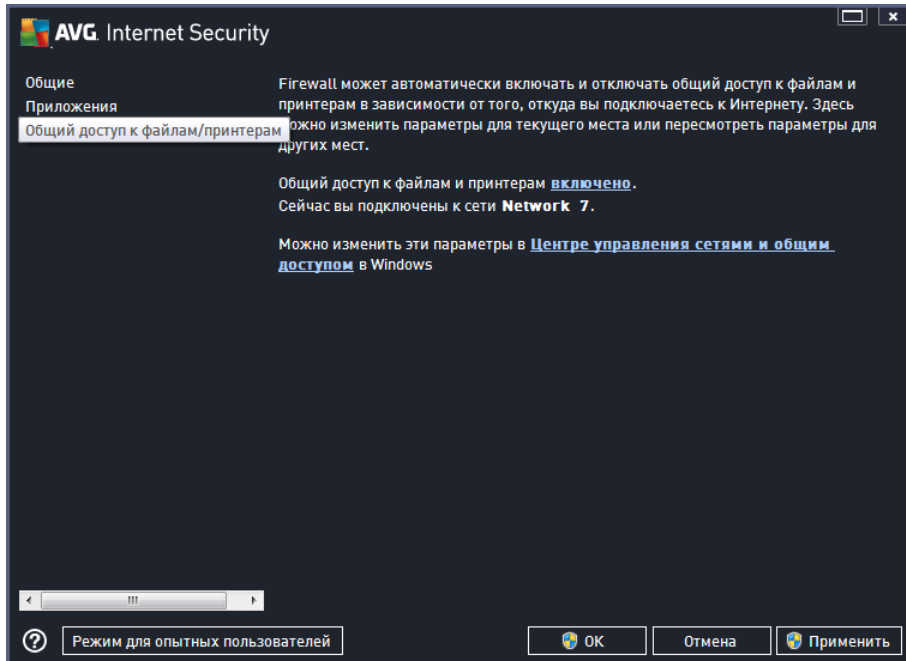 AVG. Internet Security
Общие
Приложения
Общий доступ к файлам/принтерам
Firewall может автоматически включать и отключать общий доступ к файлам и
принтерам в зависимости от того, откуда вы подключаетесь к Интернету. Здесь
можно изменить параметры для текущего места или пересмотреть параметры для
других мест.
Общий доступ к файлам и принтерам включено.
Сейчас вы подключены к сети Network 7.
Можно изменить эти параметры в Центре управления сетями и общим
доступом в Windows
Режим для опытных пользователей
OK
Отмена
Применить